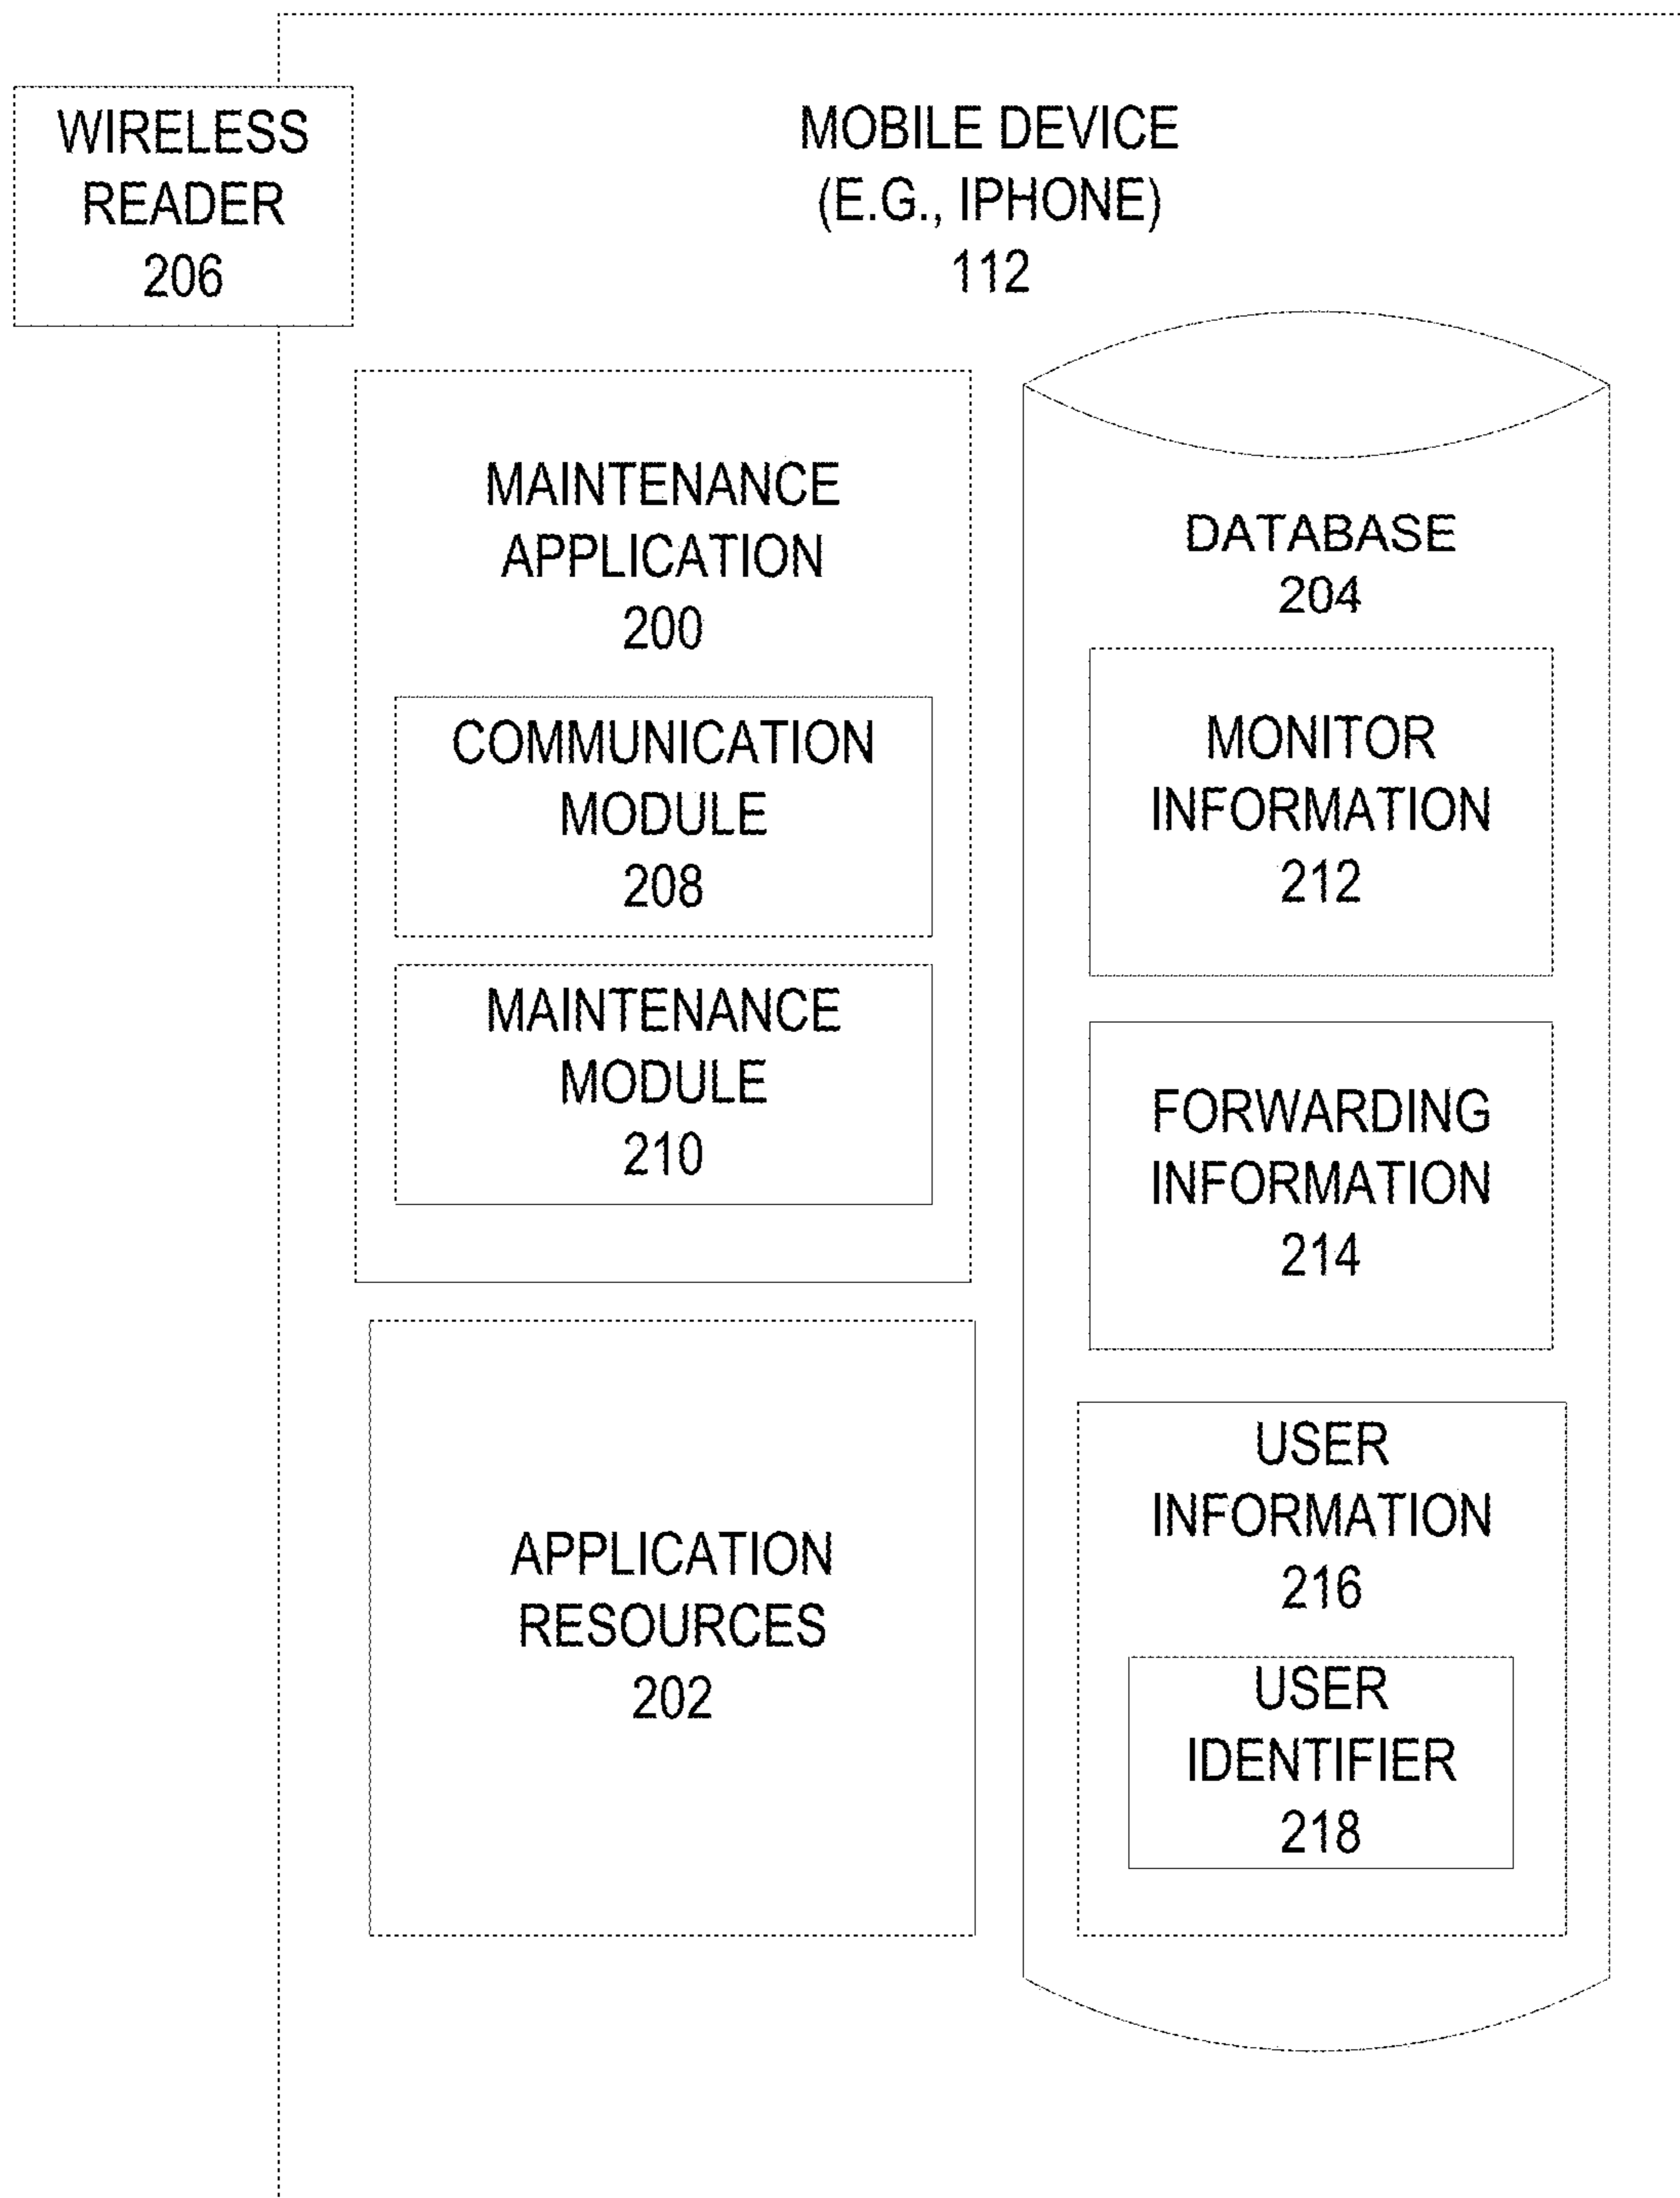 WIRELESS
READER
206
MOBILE DEVICE
(E.G., IPHONE)
112
MAINTENANCE
APPLICATION
200
COMMUNICATION
MODULE
208
MAINTENANCE
MODULE
210
APPLICATION
RESOURCES
202
DATABASE
204
MONITOR
INFORMATION
212
FORWARDING
INFORMATION
214
USER
INFORMATION
216
USER
IDENTIFIER
218